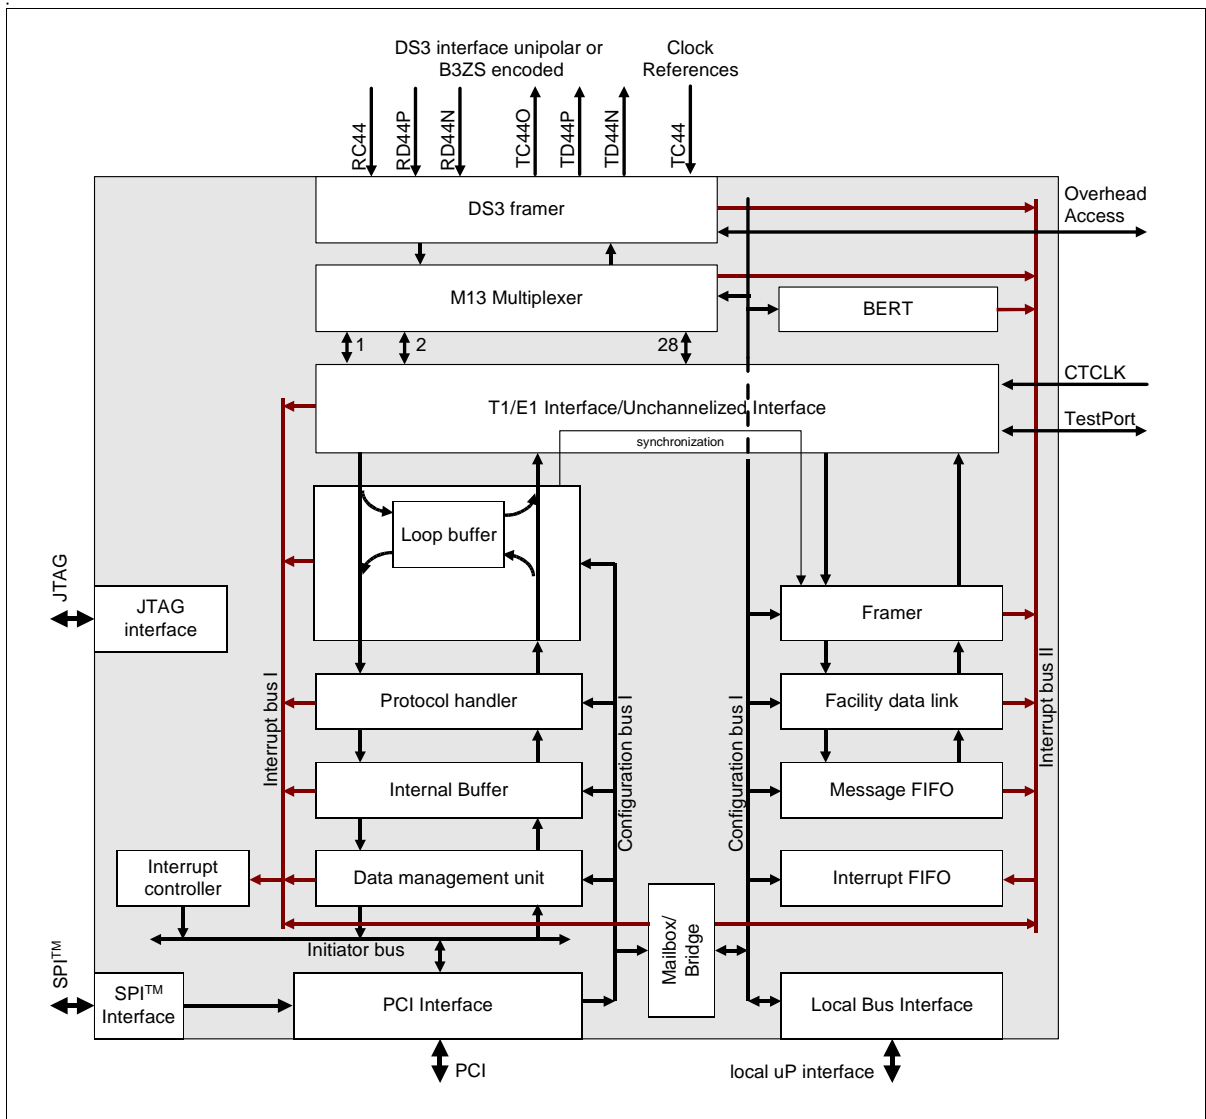 .
DS3 interface unipolar or
B3ZS encoded
Clock
References
RC44
RD44P
RD44N
TC44O
TD44P
TD44N
TC44
DS3 framer
Overhead
Access
M13 Multiplexer
BERT
1
2
28
CTCLK
T1/E1 Interface/Unchannelized Interface
TestPort
synchronization
Loop buffer
JTAG
JTAG
interface
Framer
Interrupt bus I
Protocol handler
Configuration bus I
Configuration bus I
Facility data link
Interrupt bus II
Internal Buffer
Message FIFO
Interrupt
controller
Data management unit
Interrupt FIFO
Mailbox/
Bridge
Initiator bus
SPI™
SPI™
Interface
PCI Interface
Local Bus Interface
PCI
local uP interface